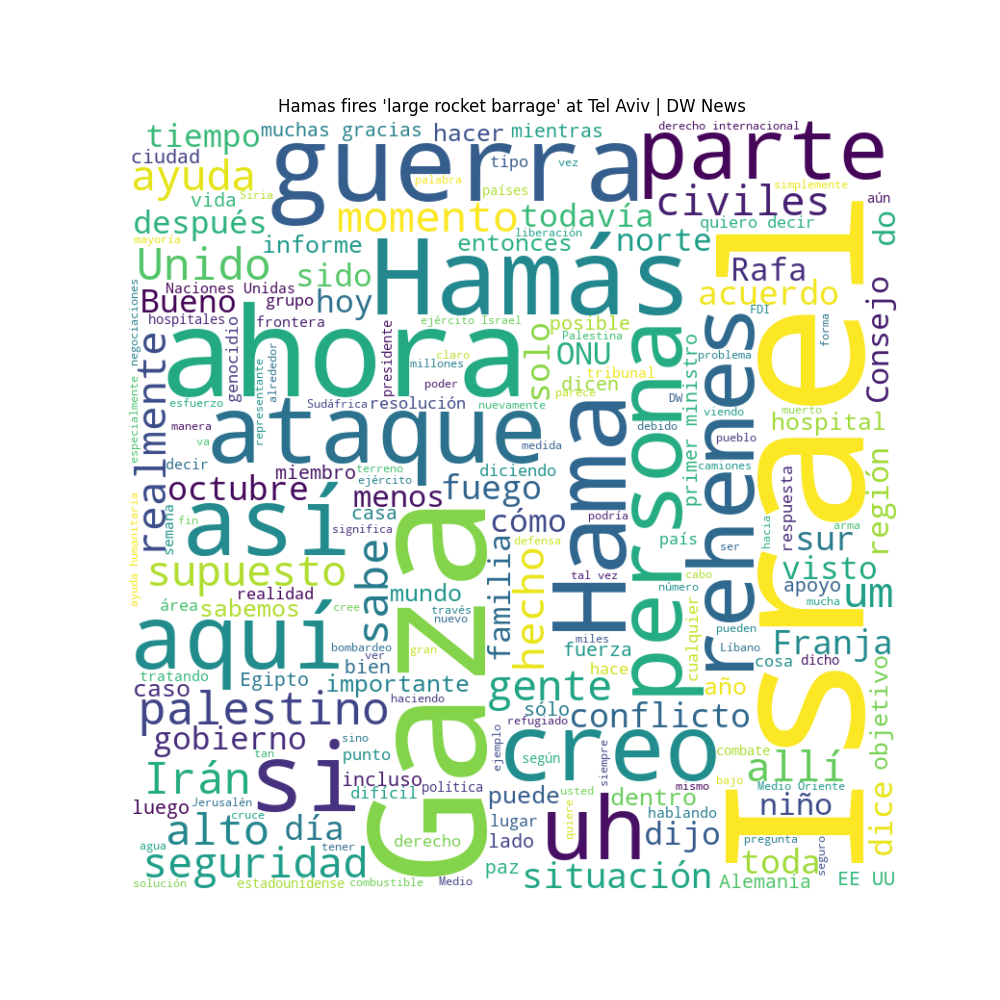 Hamas fires 'large rocket barrage' at Tel Aviv | DW News
tiempo
muchas gracias
hacer
mientras
derecho internacional
guerra
parte
ciudad
ayuda
tipo
vez
palabra
países
simplemente
vida
Siria
aún
civiles
momento
todavía
quiero decir
do
después
mayoría
liberación
informe
entonces
norte
Unido
sido
Hamás
Rafa
Naciones Unidas
Bueno
grupo
hoy
acuerdo
Consejo
hospitales
frontera
ejército Israel
posible
Palestina
FDI
forma
negociaciones
especialmente
realmente
genocidio
alrededor
representante
presidente
ahora
claro
millones
poder
solo
ONU
dicen
parece
tribunal
primer ministro
problema
DW
Israel
esfuerzo
Sudáfrica
resolución
nuevamente
manera
va
ataque
medida
Hama
debido
personas
rehenes
viendo
muerto
hospital
pueblo
decir
miembro
terreno
ejército
diciendo
camiones
región
octubre
menos
fuego
casa
significa
cómo
podría
país
ser
hacia
respuesta
arma
sur
semana
fin
ayuda humanitaria
así
Gaza
sabe
familia
defensa
hecho
supuesto
tal vez
cabo
número
visto
apoyo
um
realidad
mundo
mucha
área
sabemos
cree
través
nuevo
cualquier
pueden
aquí
bombardeo
ver
gran
miles
fuerza
Líbano
Franja
bien
hace
cosa
dicho
tratando
Egipto
importante
gente
año
caso
haciendo
sólo
objetivo
palestino
refugiado
conflicto
gobierno
sino
ejemplo
creo
combate
tan
punto
según
siempre
allí
Irán
si
incluso
política
usted
mismo
bajo
Medio Oriente
difícil
puede
dentro
niño
dice
luego
Jerusalén
cruce
lugar
uh
hablando
alto
día
derecho
lado
quiere
dijo
pregunta
seguro
agua
tener
seguridad
paz
situación
toda
solución
estadounidense
combustible
Medio
Alemania
EE UU